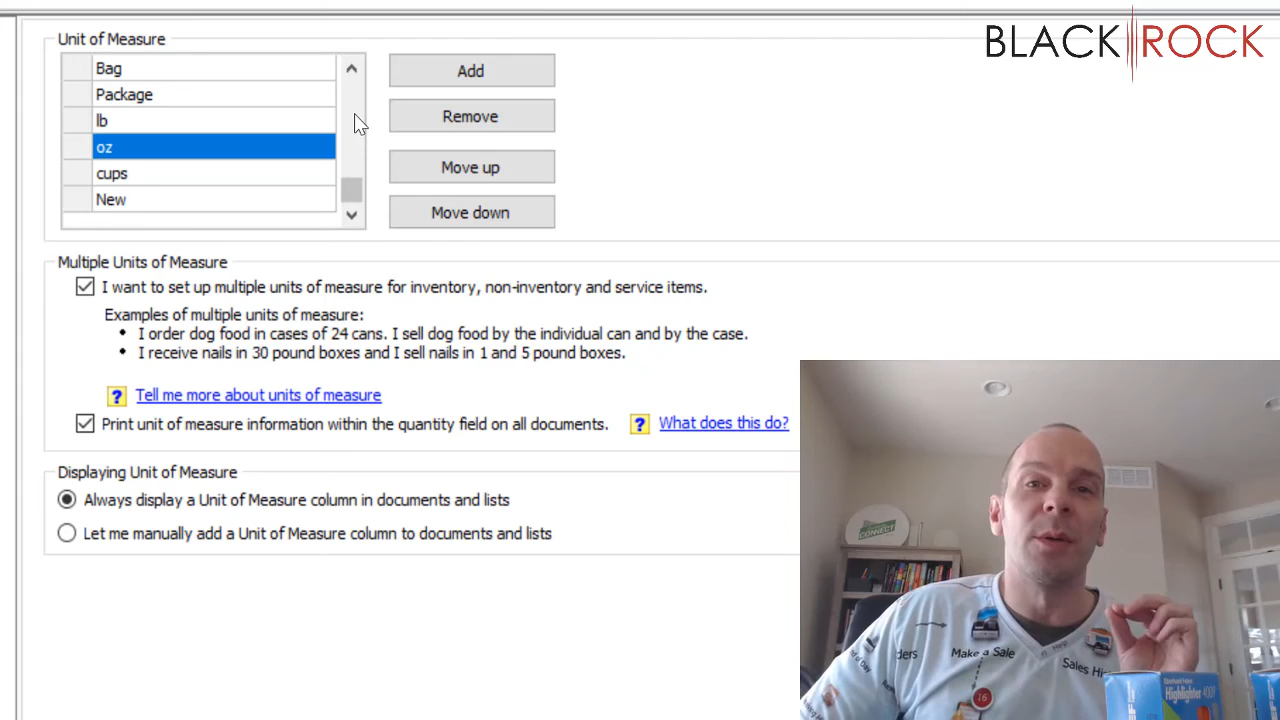 BLACK ROCK
Unit of Measure
Bag
Package
lb
oz
cups
New
Add
Remove
Move up
Move down
Multiple Units of Measure
I want to set up multiple units of measure for inventory, non-inventory and service items.
Examples of multiple units of measure:
• I order dog food in cases of 24 cans. I sell dog food by the individual can and by the case.
• I receive nails in 30 pound boxes and I sell nails in 1 and 5 pound boxes.
? Tell me more about units of measure
Print unit of measure information within the quantity field on all documents. ? What does this do?
Displaying Unit of Measure
Always display a Unit of Measure column in documents and lists
Let me manually add a Unit of Measure column to documents and lists
CONNECT
Make a Sale
16
Highlighter